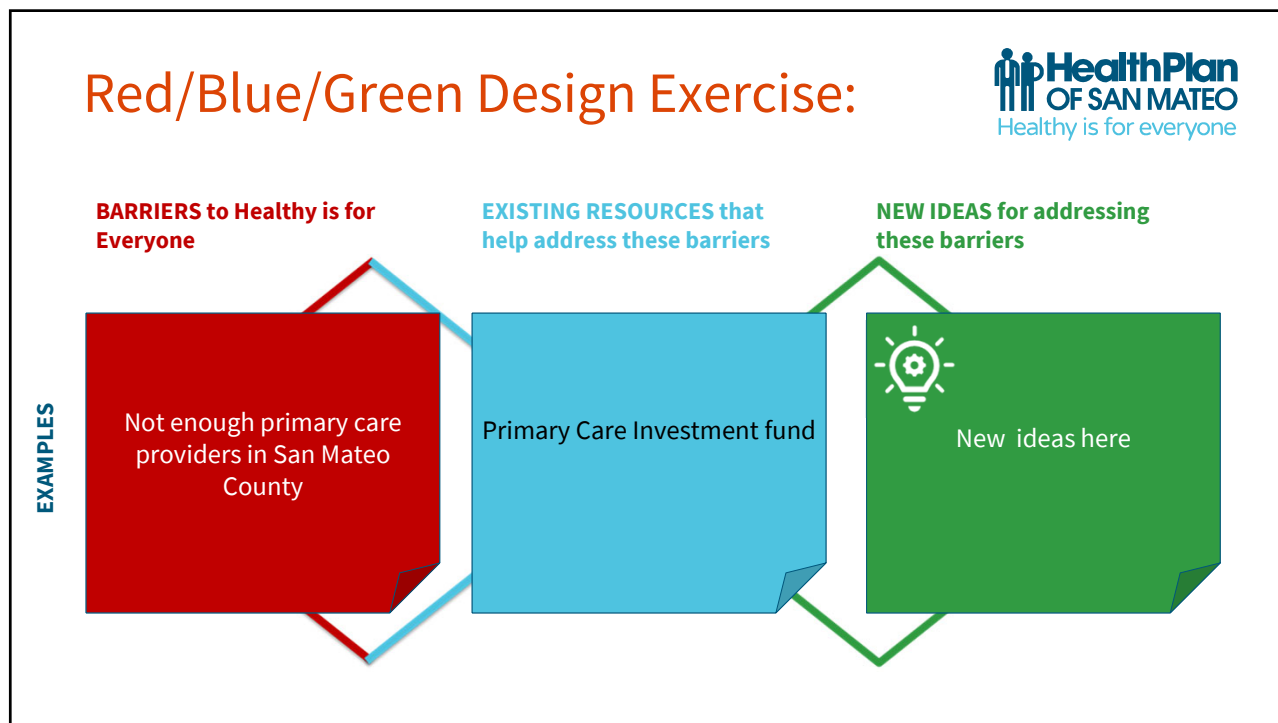 Red/Blue/Green Design Exercise:
HealthPlan
OF SAN MATEO
Healthy is for everyone
BARRIERS to Healthy is for
Everyone
EXISTING RESOURCES that
help address these barriers
NEW IDEAS for addressing
these barriers
EXAMPLES
Not enough primary care
providers in San Mateo
County
Primary Care Investment fund
New ideas here